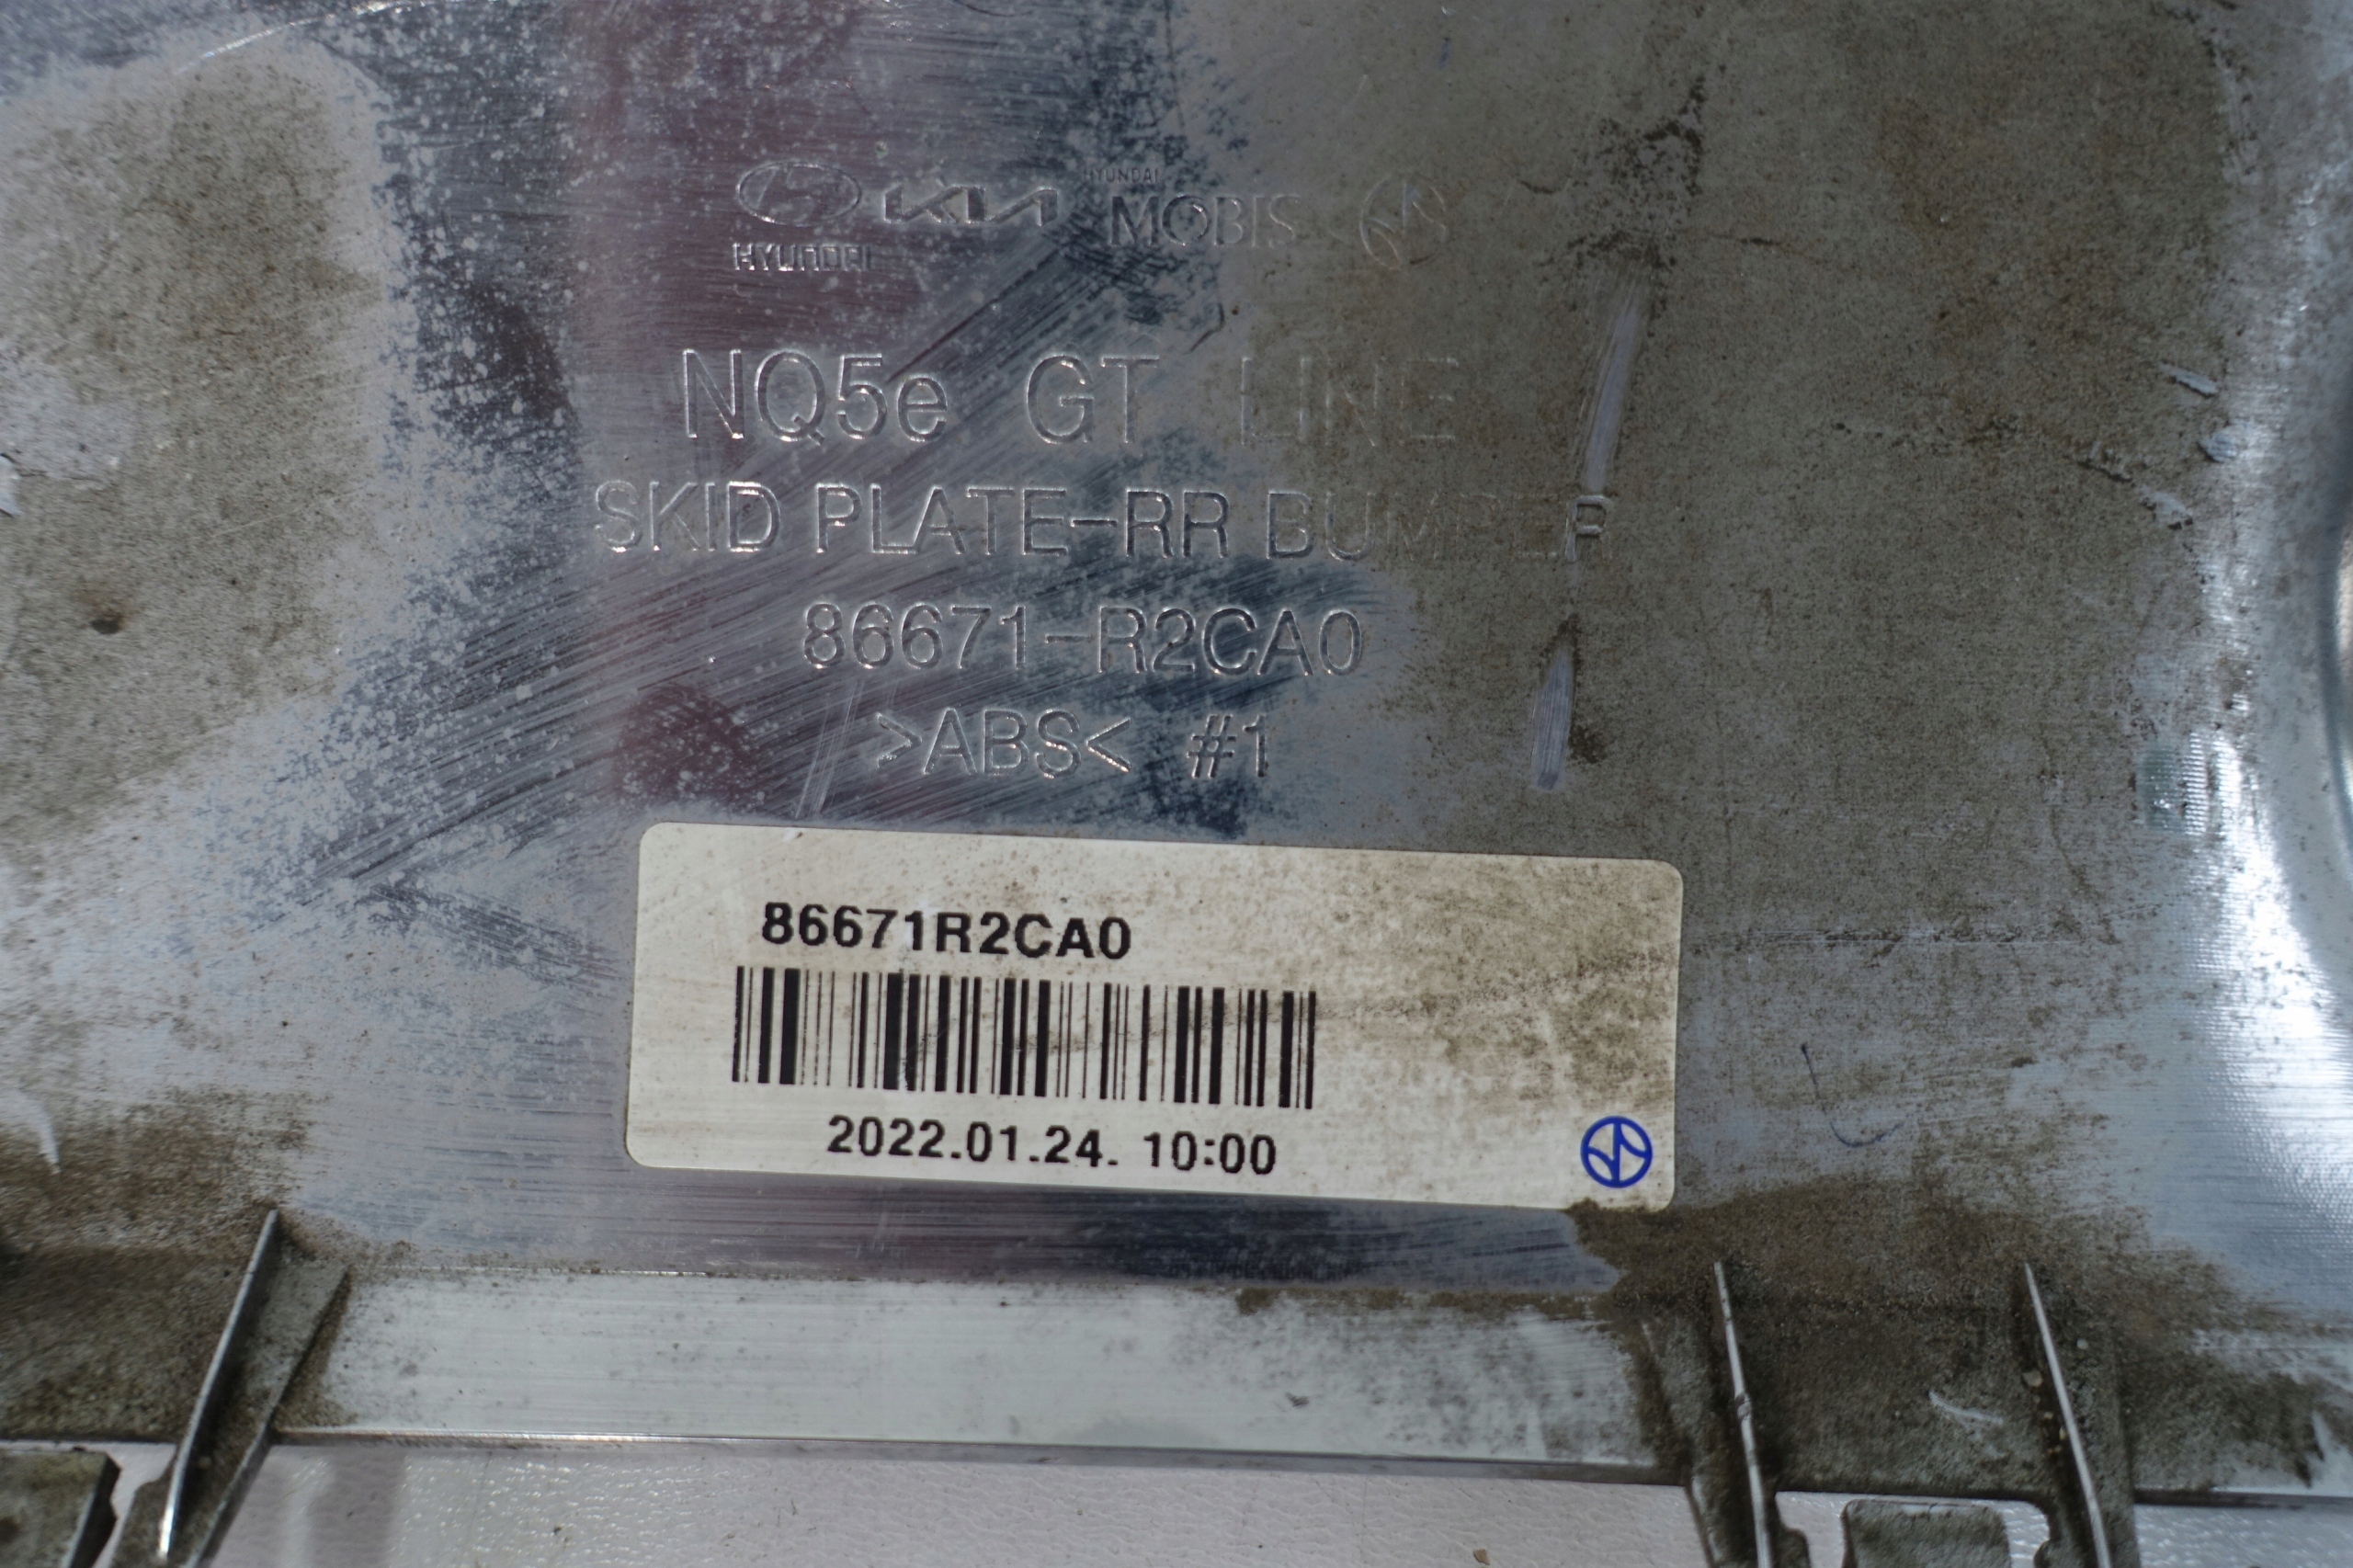 HYUNDAI KIA HYUNDAI MOBIS
NQ5e GT LINE
SKID PLATE-RR BUMPER
86671-R2CA0
>ABS< #1
86671R2CA0
2022.01.24. 10:00